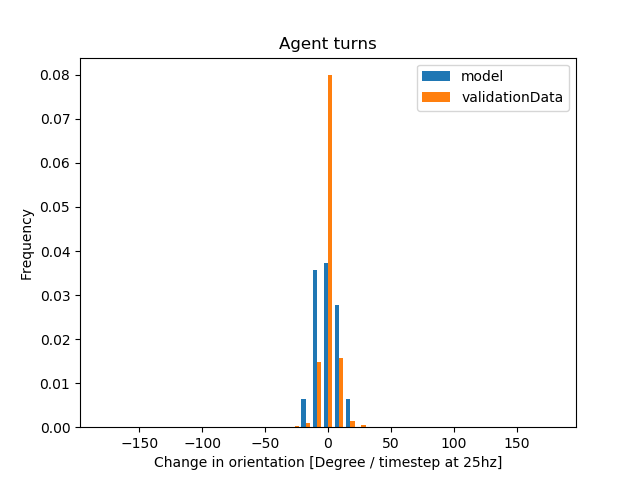 Agent turns
model
validationData
Frequency
0.08
0.07
0.06
0.05
0.04
0.03
0.02
0.01
0.00
−150 −100 −50 0 50 100 150
Change in orientation [Degree / timestep at 25hz]